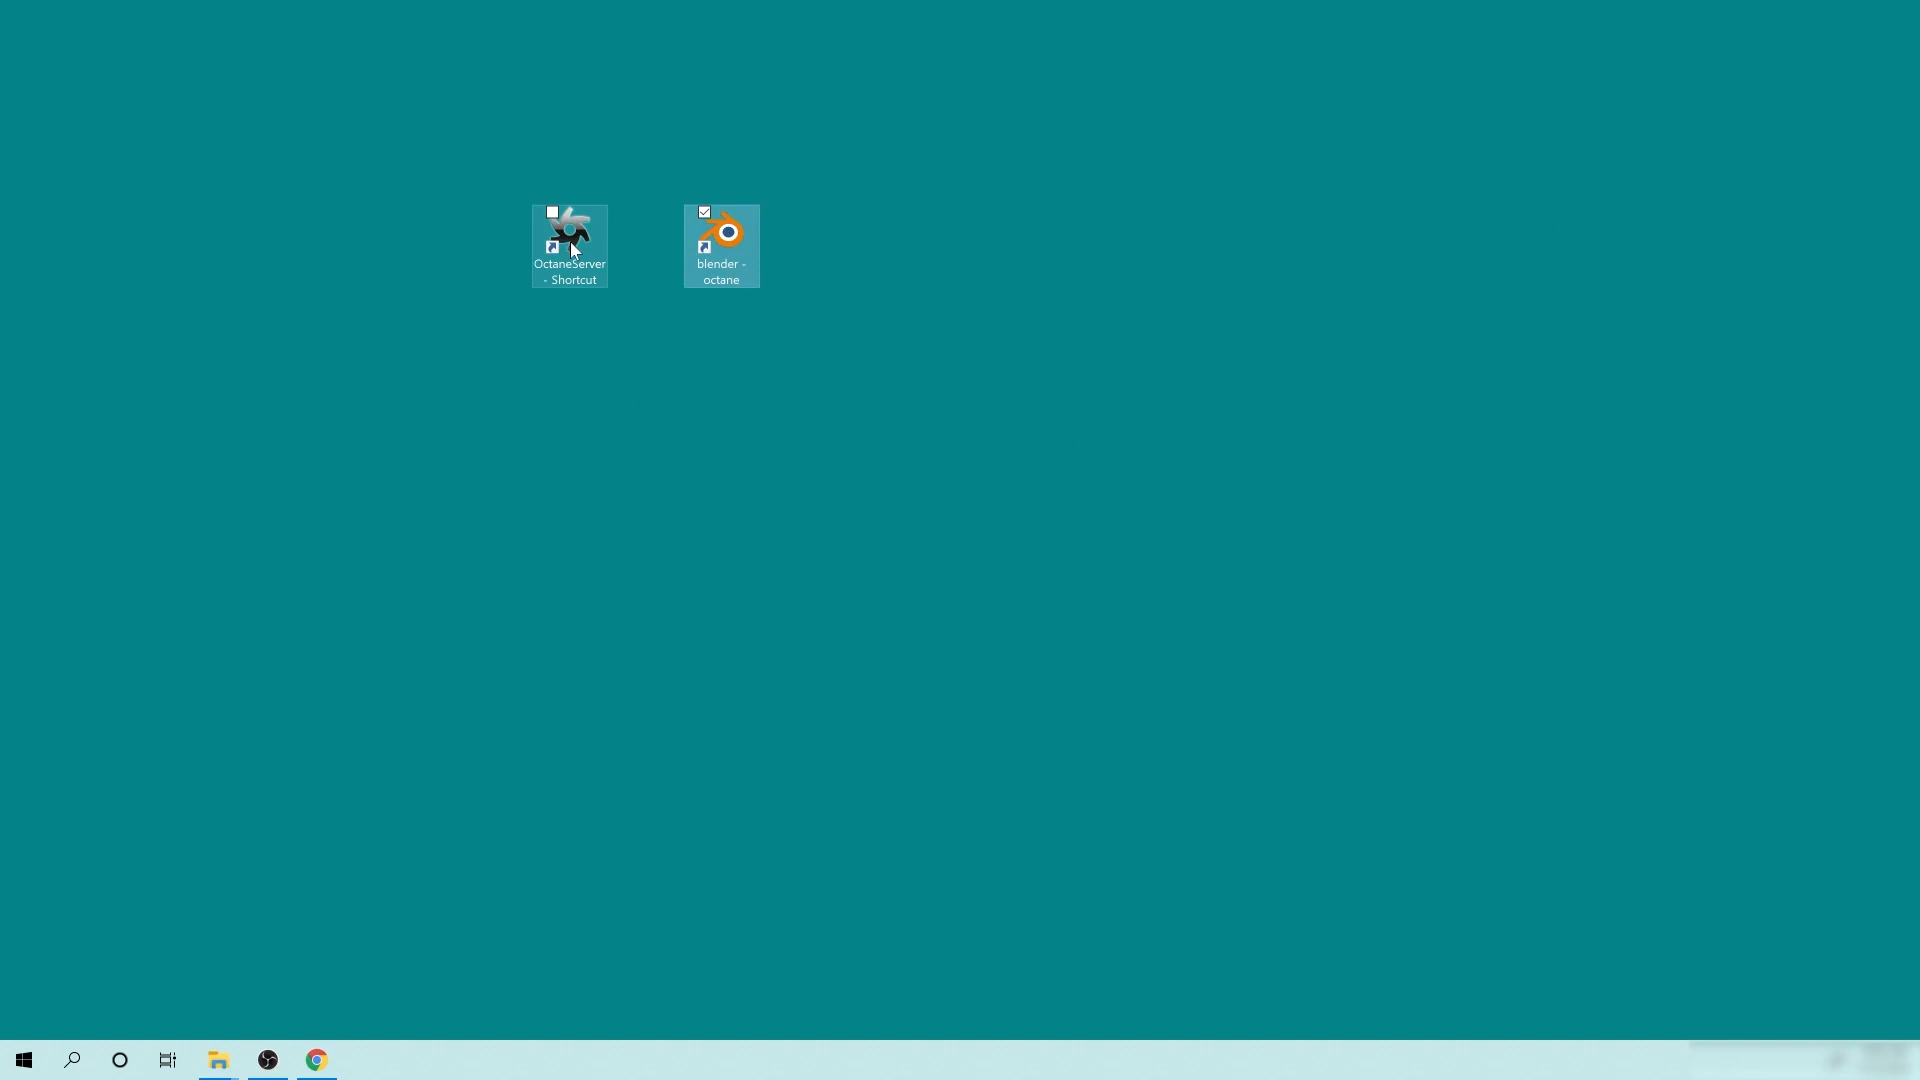 OctaneServer
- Shortcut
blender -
octane